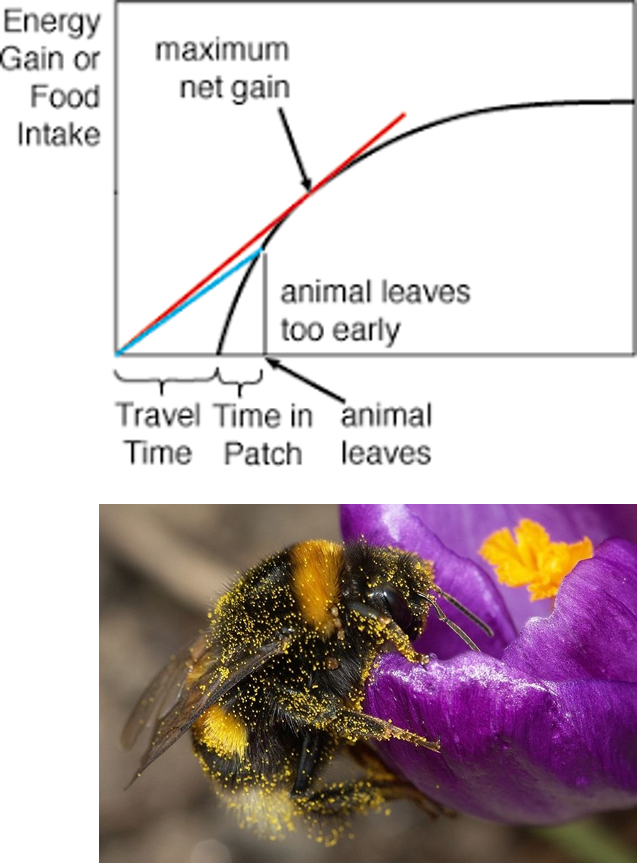 Energy
Gain or
Food
Intake
maximum
net gain
animal leaves
too early
Travel
Time
Time in
Patch
animal
leaves